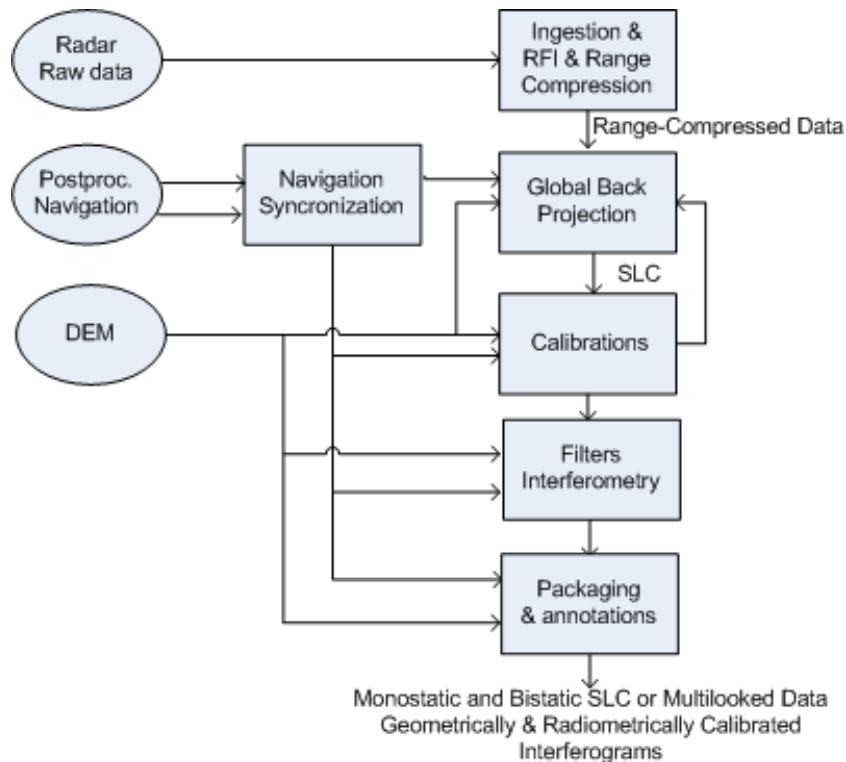 Radar
Raw data
Ingestion &
RFI & Range
Compression
Range-Compressed Data
Postproc.
Navigation
Navigation
Syncronization
Global Back
Projection
SLC
DEM
Calibrations
Filters
Interferometry
Packaging
& annotations
Monostatic and Bistatic SLC or Multilooked Data
Geometrically & Radiometrically Calibrated
Interferograms